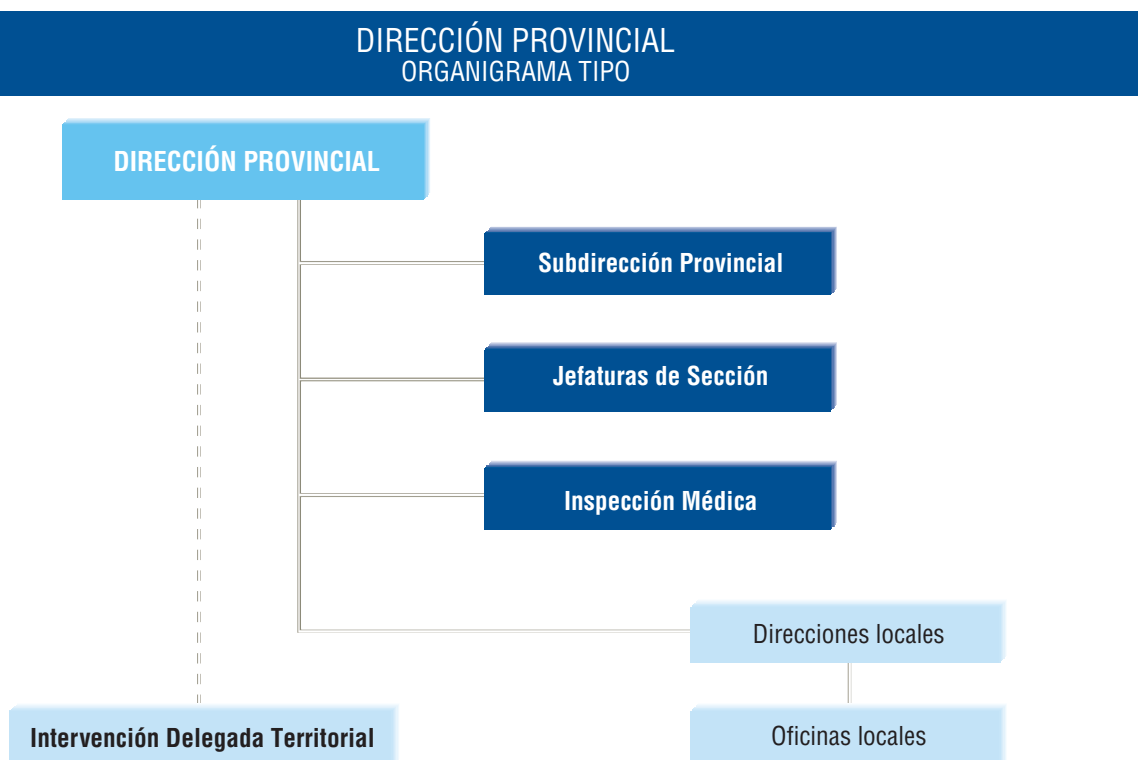 DIRECCIÓN PROVINCIAL
ORGANIGRAMA TIPO
DIRECCIÓN PROVINCIAL
Subdirección Provincial
Jefaturas de Sección
Inspección Médica
Direcciones locales
Intervención Delegada Territorial
Oficinas locales